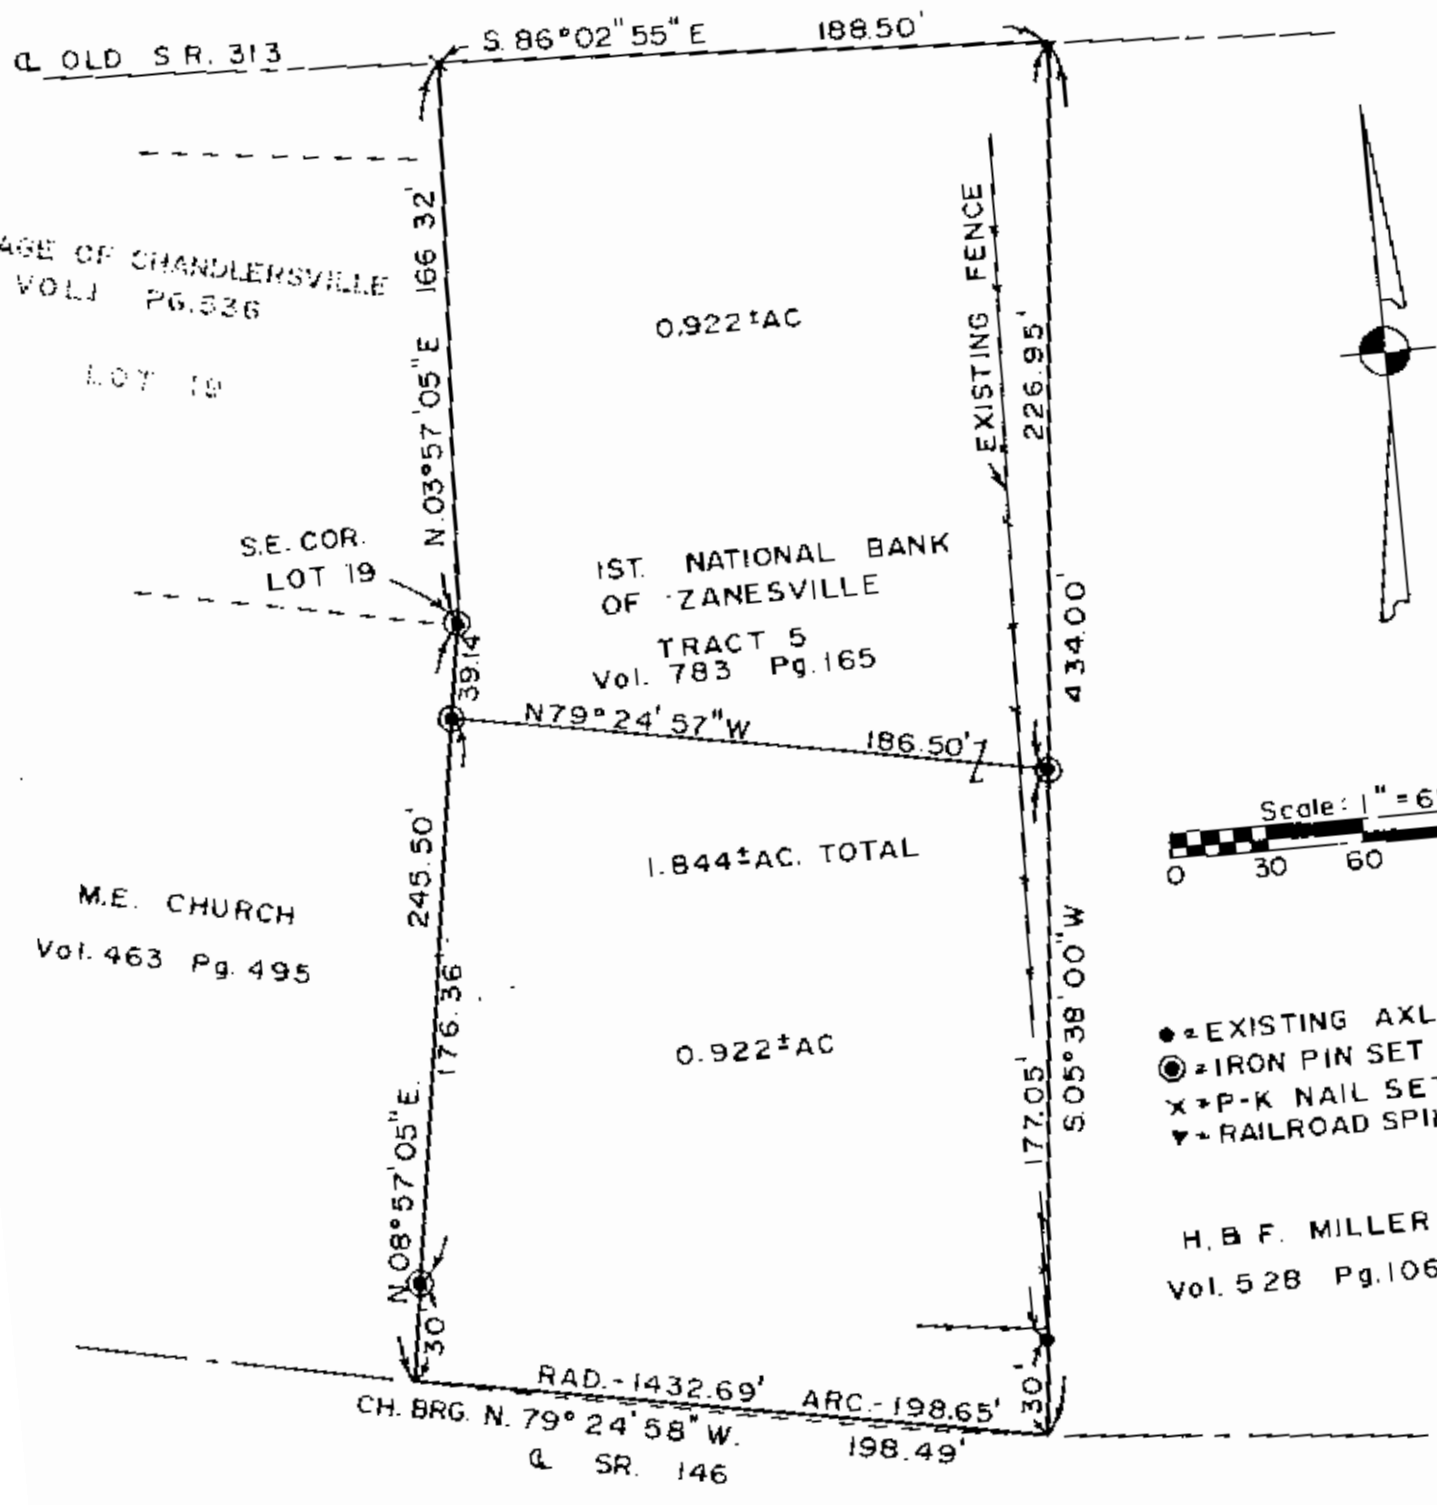 S. 86°02"55"E 188.50'
℄ OLD S R. 313
AGE OF CHANDLERSVILLE
VOL.1 PG.536
LOT 19
N.03°57'05"E 166 32'
0.922±AC
EXISTING FENCE
226.95'
S.E. COR.
LOT 19
39.14
1ST. NATIONAL BANK
OF ZANESVILLE
TRACT 5
Vol. 783 Pg.165
434.00'
N79°24'57"W 186.50'
Scale: 1" = 6
0 30 60
1.844±AC. TOTAL
245.50'
M.E. CHURCH
Vol. 463 Pg. 495
176.36'
N.08°57'05"E.
0.922±AC
S.05°38'00"W
177.05'
= EXISTING AXL
= IRON PIN SET
X = P-K NAIL SET
= RAILROAD SPI
H. B F. MILLER
Vol. 528 Pg.106
30'
30'
RAD.-1432.69' ARC.-198.65'
CH. BRG. N. 79°24'58"W. 198.49'
℄ SR. 146